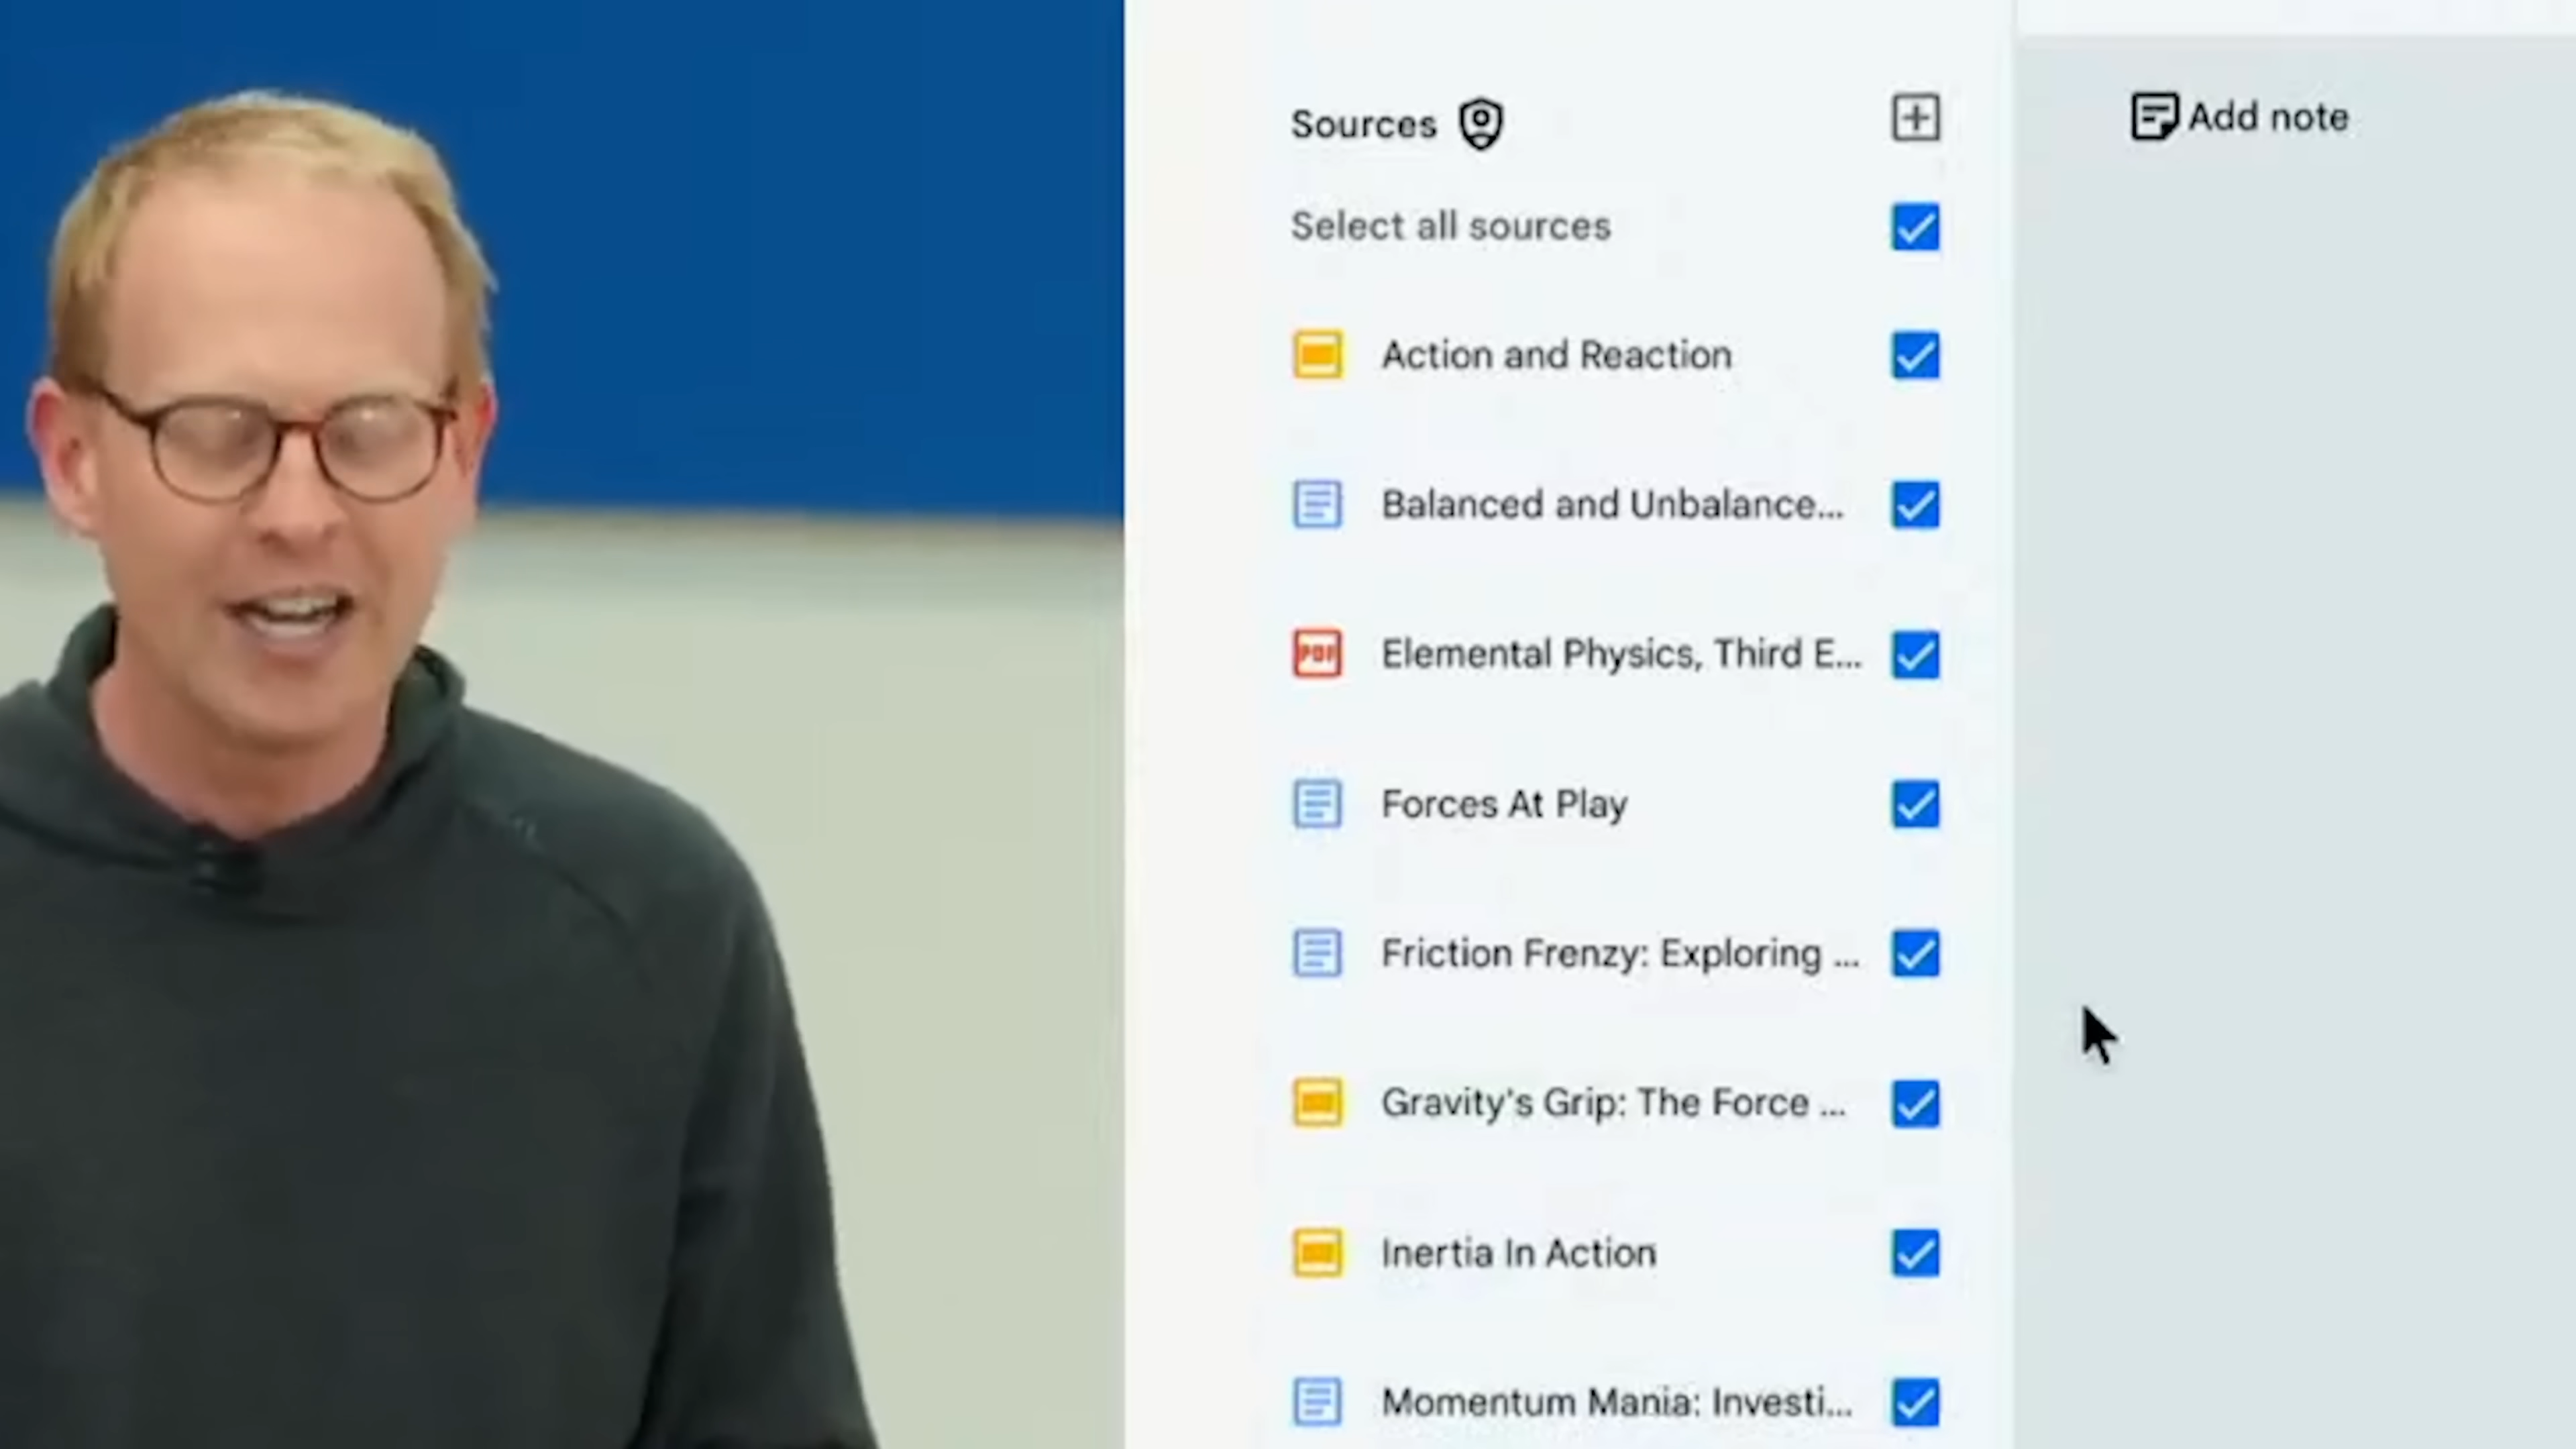 Sources
Add note
Select all sources
Action and Reaction
Balanced and Unbalance...
PDF
Elemental Physics, Third E...
Forces At Play
Friction Frenzy: Exploring ...
Gravity's Grip: The Force ...
Inertia In Action
Momentum Mania: Investi...